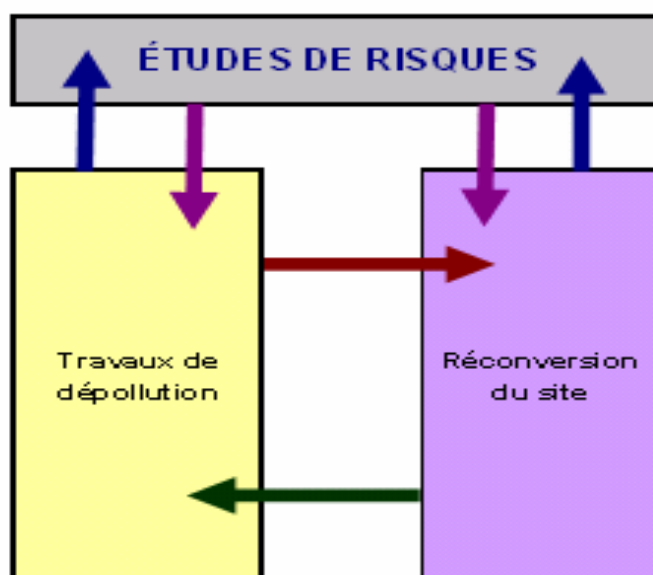 ÉTUDES DE RISQUES
Travaux de
dépollution
Réconversion
du site